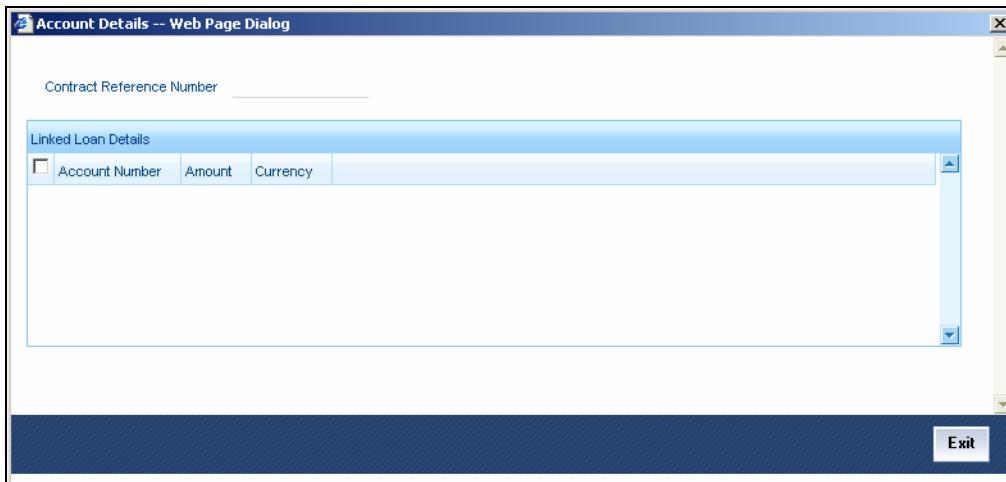 Account Details -- Web Page Dialog
Contract Reference Number
Linked Loan Details
Account Number Amount Currency
Exit